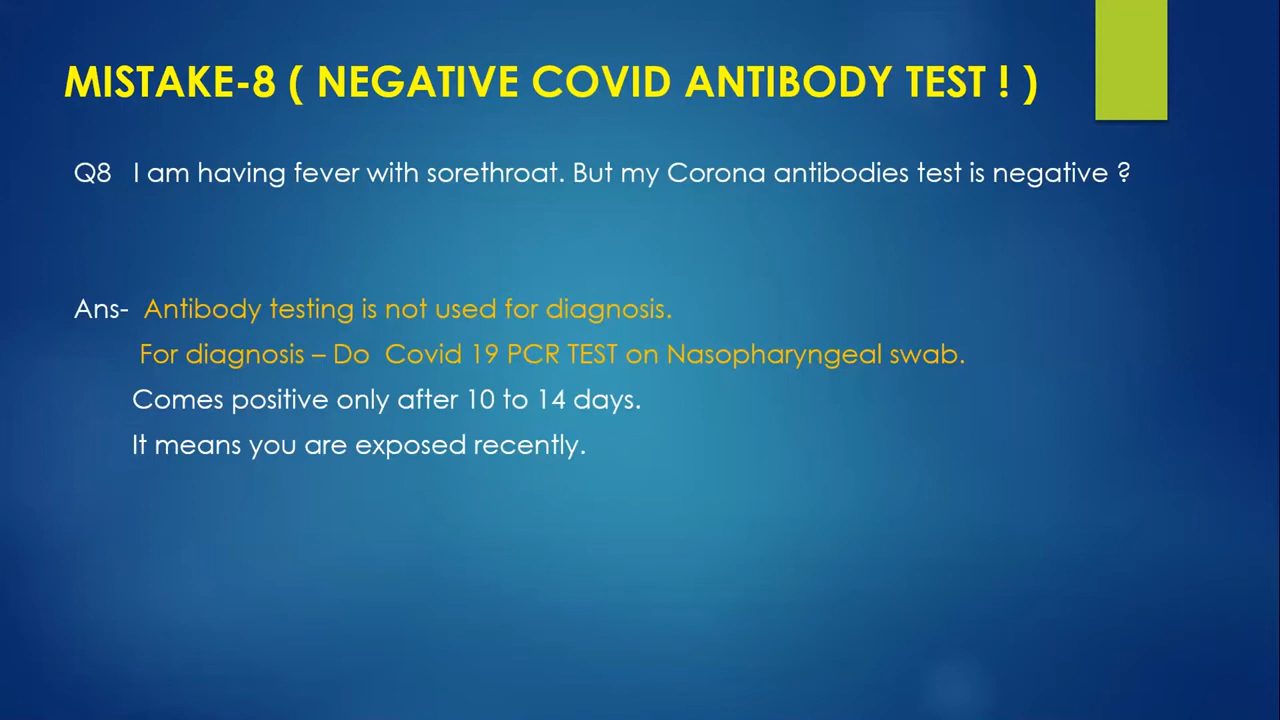 MISTAKE-8 ( NEGATIVE COVID ANTIBODY TEST ! )
Q8 I am having fever with sorethroat. But my Corona antibodies test is negative ?
Ans- Antibody testing is not used for diagnosis.
For diagnosis – Do Covid 19 PCR TEST on Nasopharyngeal swab.
Comes positive only after 10 to 14 days.
It means you are exposed recently.